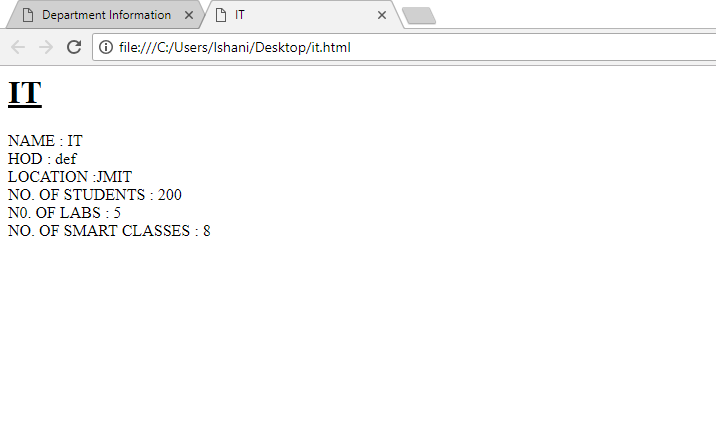 Department Information
IT
file:///C:/Users/Ishani/Desktop/it.html
IT
NAME : IT
HOD : def
LOCATION :JMIT
NO. OF STUDENTS : 200
N0. OF LABS : 5
NO. OF SMART CLASSES : 8